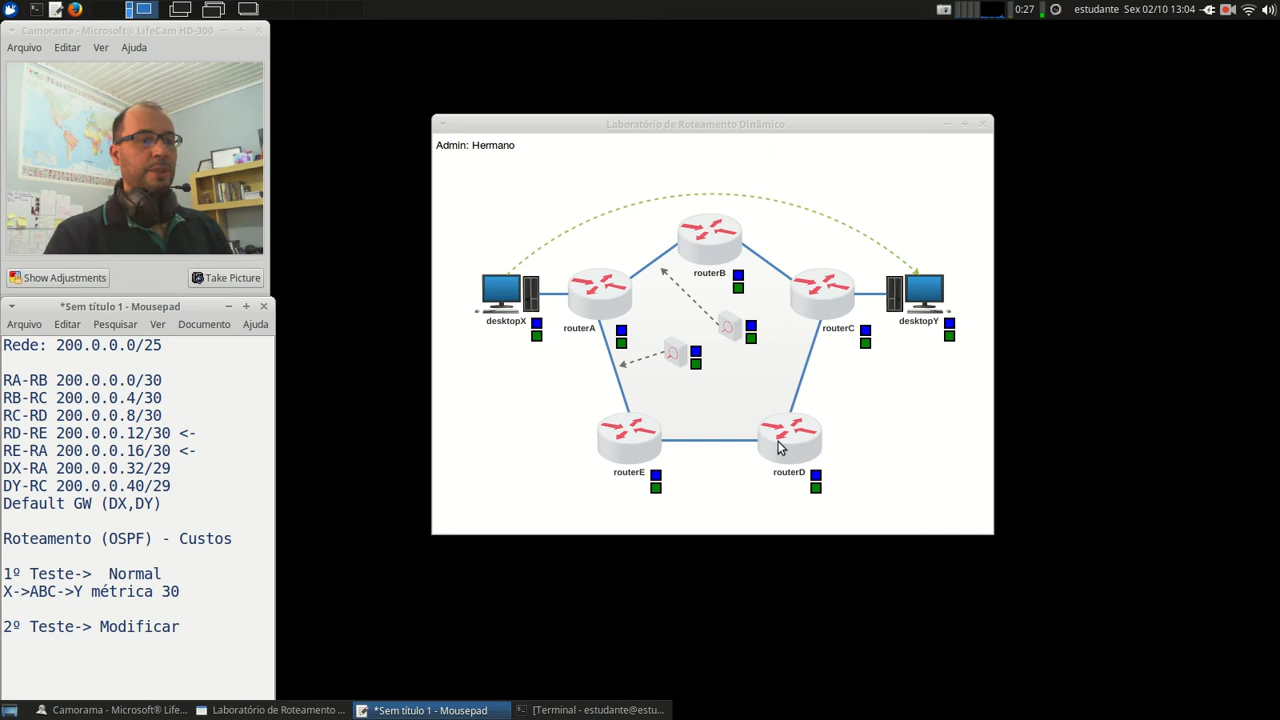 0:27
estudante
Sex 02/10 13:04
Camorama - Microsoft® LifeCam HD-300
Arquivo Editar Ver Ajuda
Show Adjustments
Take Picture
*Sem título 1 - Mousepad
Arquivo Editar Pesquisar Ver Documento Ajuda
Rede: 200.0.0.0/25
RA-RB 200.0.0.0/30
RB-RC 200.0.0.4/30
RC-RD 200.0.0.8/30
RD-RE 200.0.0.12/30 <-
RE-RA 200.0.0.16/30 <-
DX-RA 200.0.0.32/29
DY-RC 200.0.0.40/29
Default GW (DX,DY)
Roteamento (OSPF) - Custos
1º Teste-> Normal
X->ABC->Y métrica 30
2º Teste-> Modificar
Laboratório de Roteamento Dinâmico
Admin: Hermano
routerB
desktopX
routerA
routerC
desktopY
routerE
routerD
Camorama - Microsoft® LifeCa...
Laboratório de Roteamento ...
*Sem título 1 - Mousepad
[Terminal - estudante@estu...